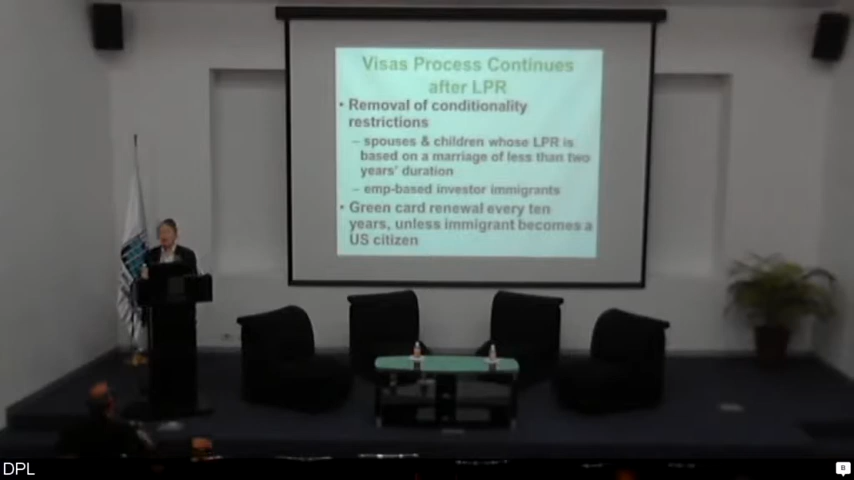 Visas Process Continues
after LPR
• Removal of conditionality
restrictions
– spouses & children whose LPR is
based on a marriage of less than two
years' duration
– emp-based investor immigrants
• Green card renewal every ten
years, unless immigrant becomes a
US citizen
DPL